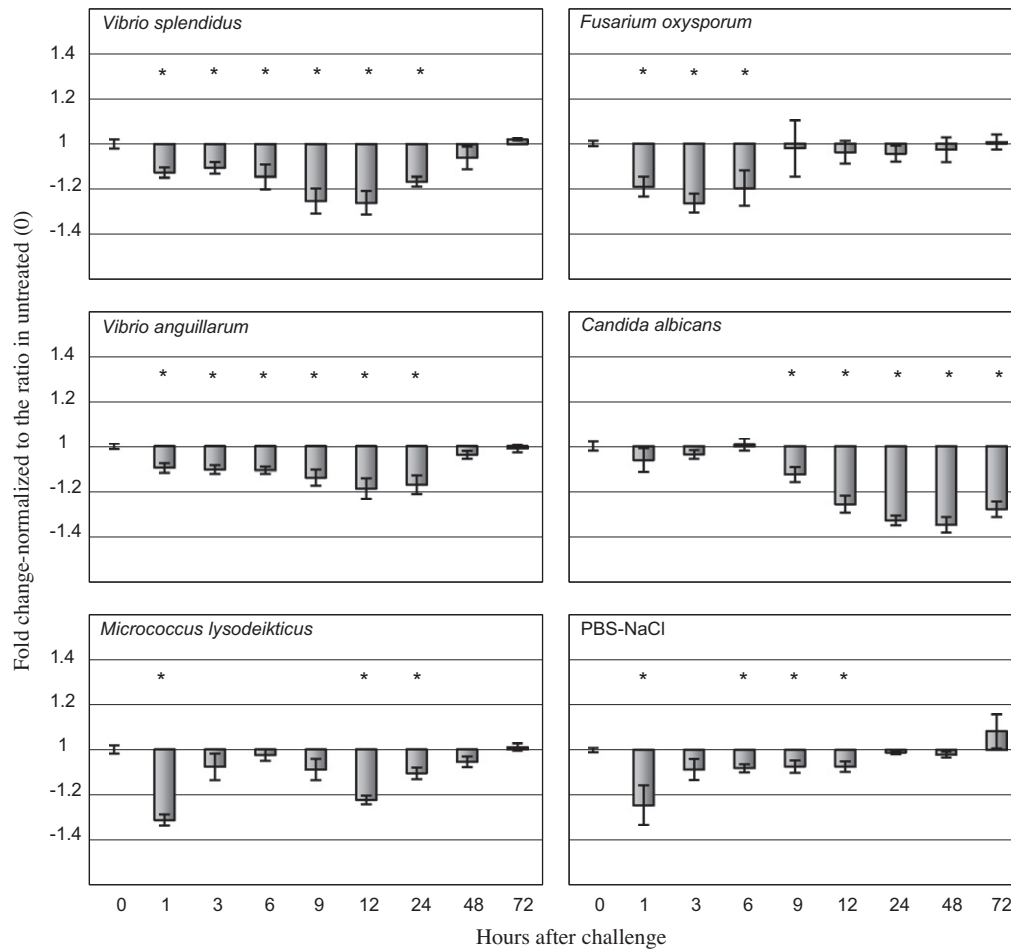 Fold change-normalized to the ratio in untreated (0)
Vibrio splendidus
1.4
* * * * * *
1.2
1
-1.2
-1.4
Fusarium oxysporum
* * *
Vibrio anguillarum
1.4
* * * * * *
1.2
1
-1.2
-1.4
Candida albicans
* * * * *
Micrococcus lysodeikticus
1.4
* * *
1.2
1
-1.2
-1.4
0 1 3 6 9 12 24 48 72
PBS-NaCl
* * * *
0 1 3 6 9 12 24 48 72
Hours after challenge